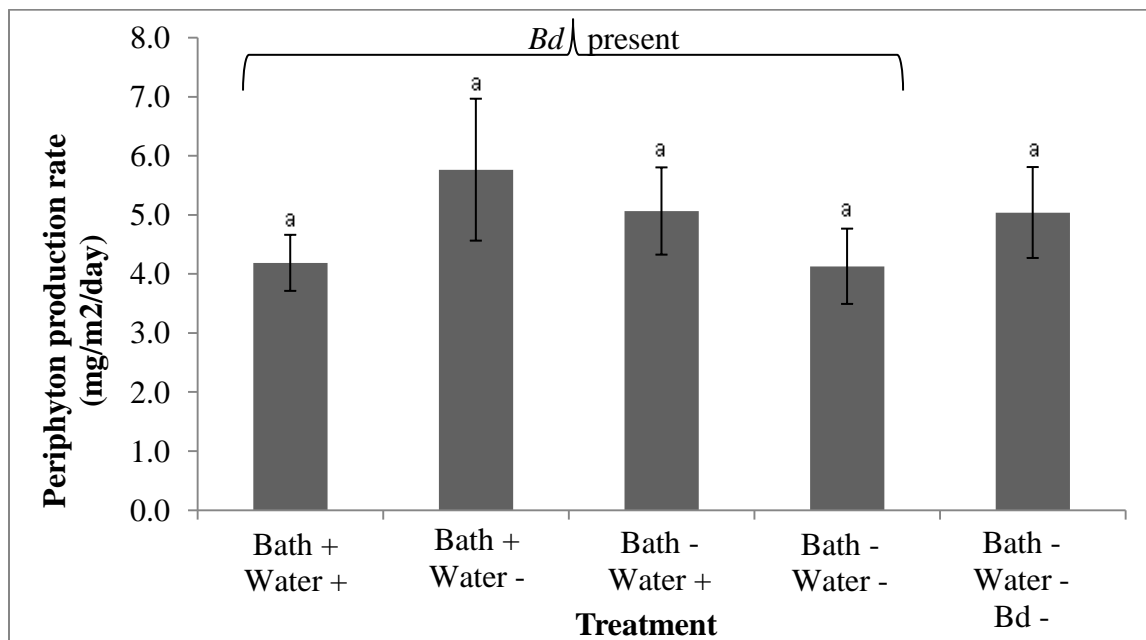 Bd present
8.0
7.0
6.0
5.0
4.0
3.0
2.0
1.0
0.0
Periphyton production rate
(mg/m2/day)
a
a
a
a
a
Bath +
Water +
Bath +
Water -
Bath -
Water +
Bath -
Water -
Bath -
Water -
Bd -
Treatment